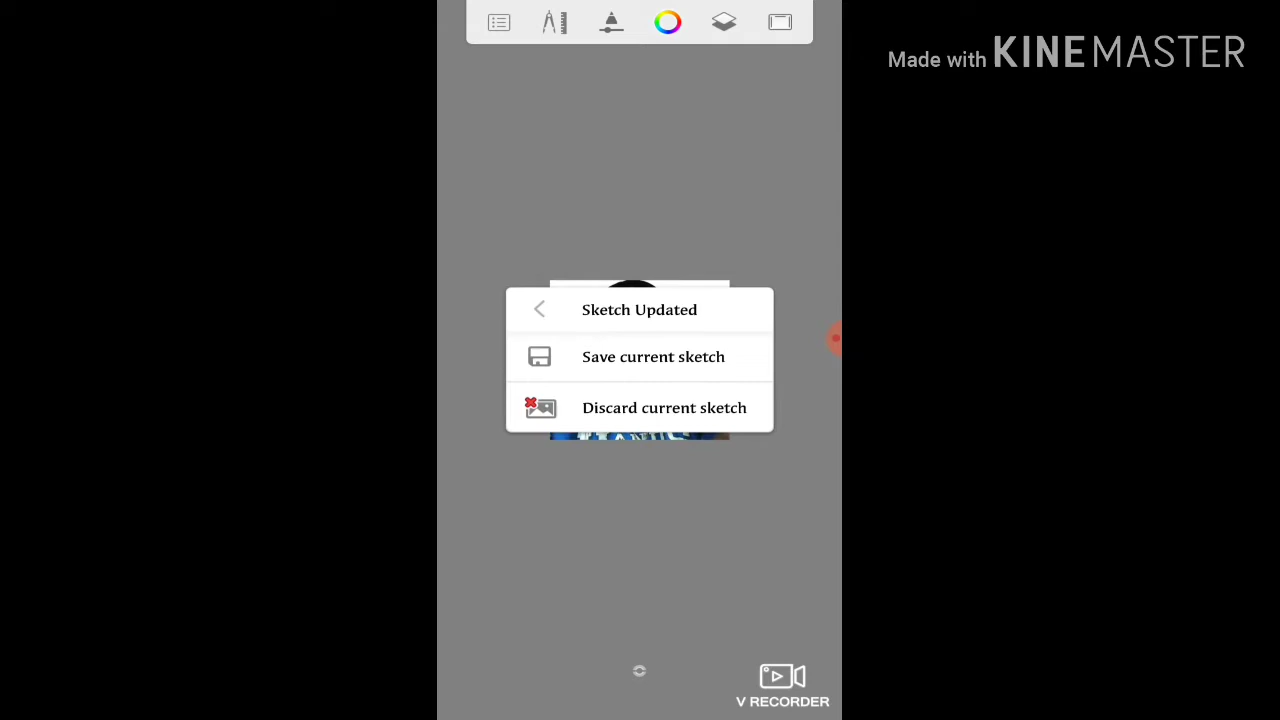 Made with KINEMASTER
Sketch Updated
Save current sketch
Discard current sketch
V RECORDER